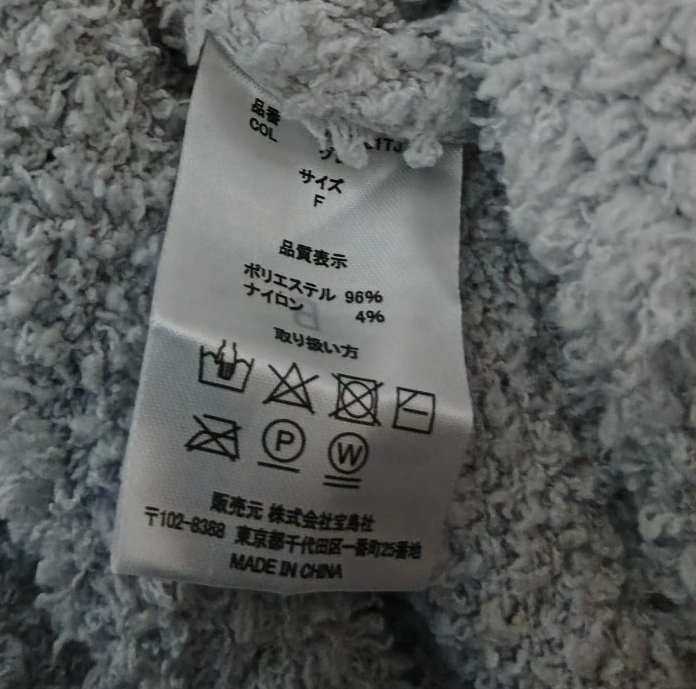 品番
COL
サイズ
F
品質表示
ポリエステル 96%
ナイロン 4%
取り扱い方
P W
販売元 株式会社宝島社
〒102-8388 東京都千代田区一番町25番地
MADE IN CHINA